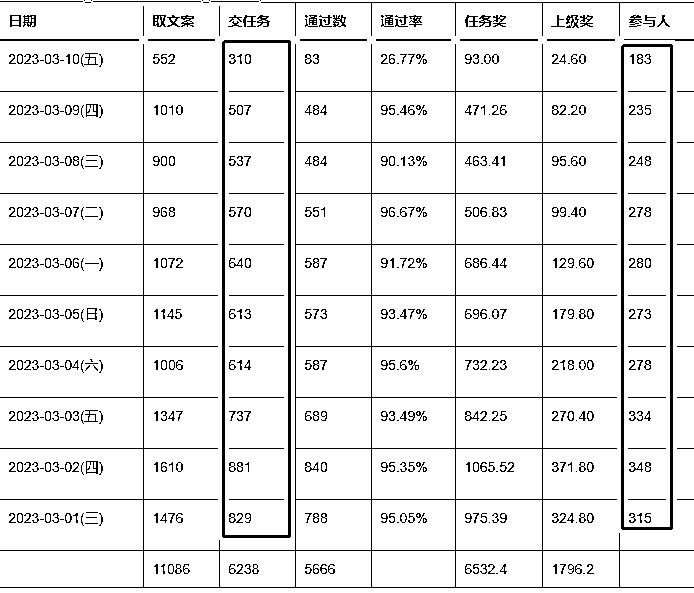 日期 取文案 交任务 通过数 通过率 任务奖 上级奖 参与人
2023-03-10(五) 552 310 83 26.77% 93.00 24.60 183
2023-03-09(四) 1010 507 484 95.46% 471.26 82.20 235
2023-03-08(三) 900 537 484 90.13% 463.41 95.60 248
2023-03-07(二) 968 570 551 96.67% 506.83 99.40 278
2023-03-06(一) 1072 640 587 91.72% 686.44 129.60 280
2023-03-05(日) 1145 613 573 93.47% 696.07 179.80 273
2023-03-04(六) 1006 614 587 95.6% 732.23 218.00 278
2023-03-03(五) 1347 737 689 93.49% 842.25 270.40 334
2023-03-02(四) 1610 881 840 95.35% 1065.52 371.80 348
2023-03-01(三) 1476 829 788 95.05% 975.39 324.80 315
11086 6238 5666 6532.4 1796.2